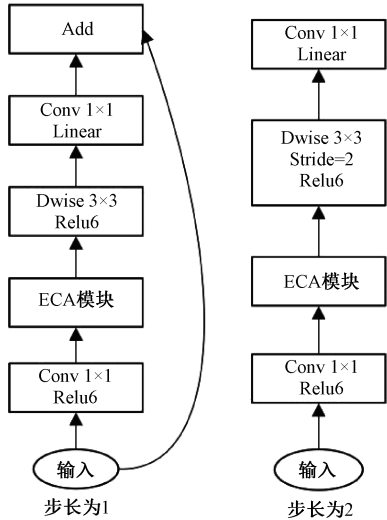 Add
Conv 1×1
Linear
Dwise 3×3
Relu6
ECA模块
Conv 1×1
Relu6
输入
步长为1
Conv 1×1
Linear
Dwise 3×3
Stride=2
Relu6
ECA模块
Conv 1×1
Relu6
输入
步长为2